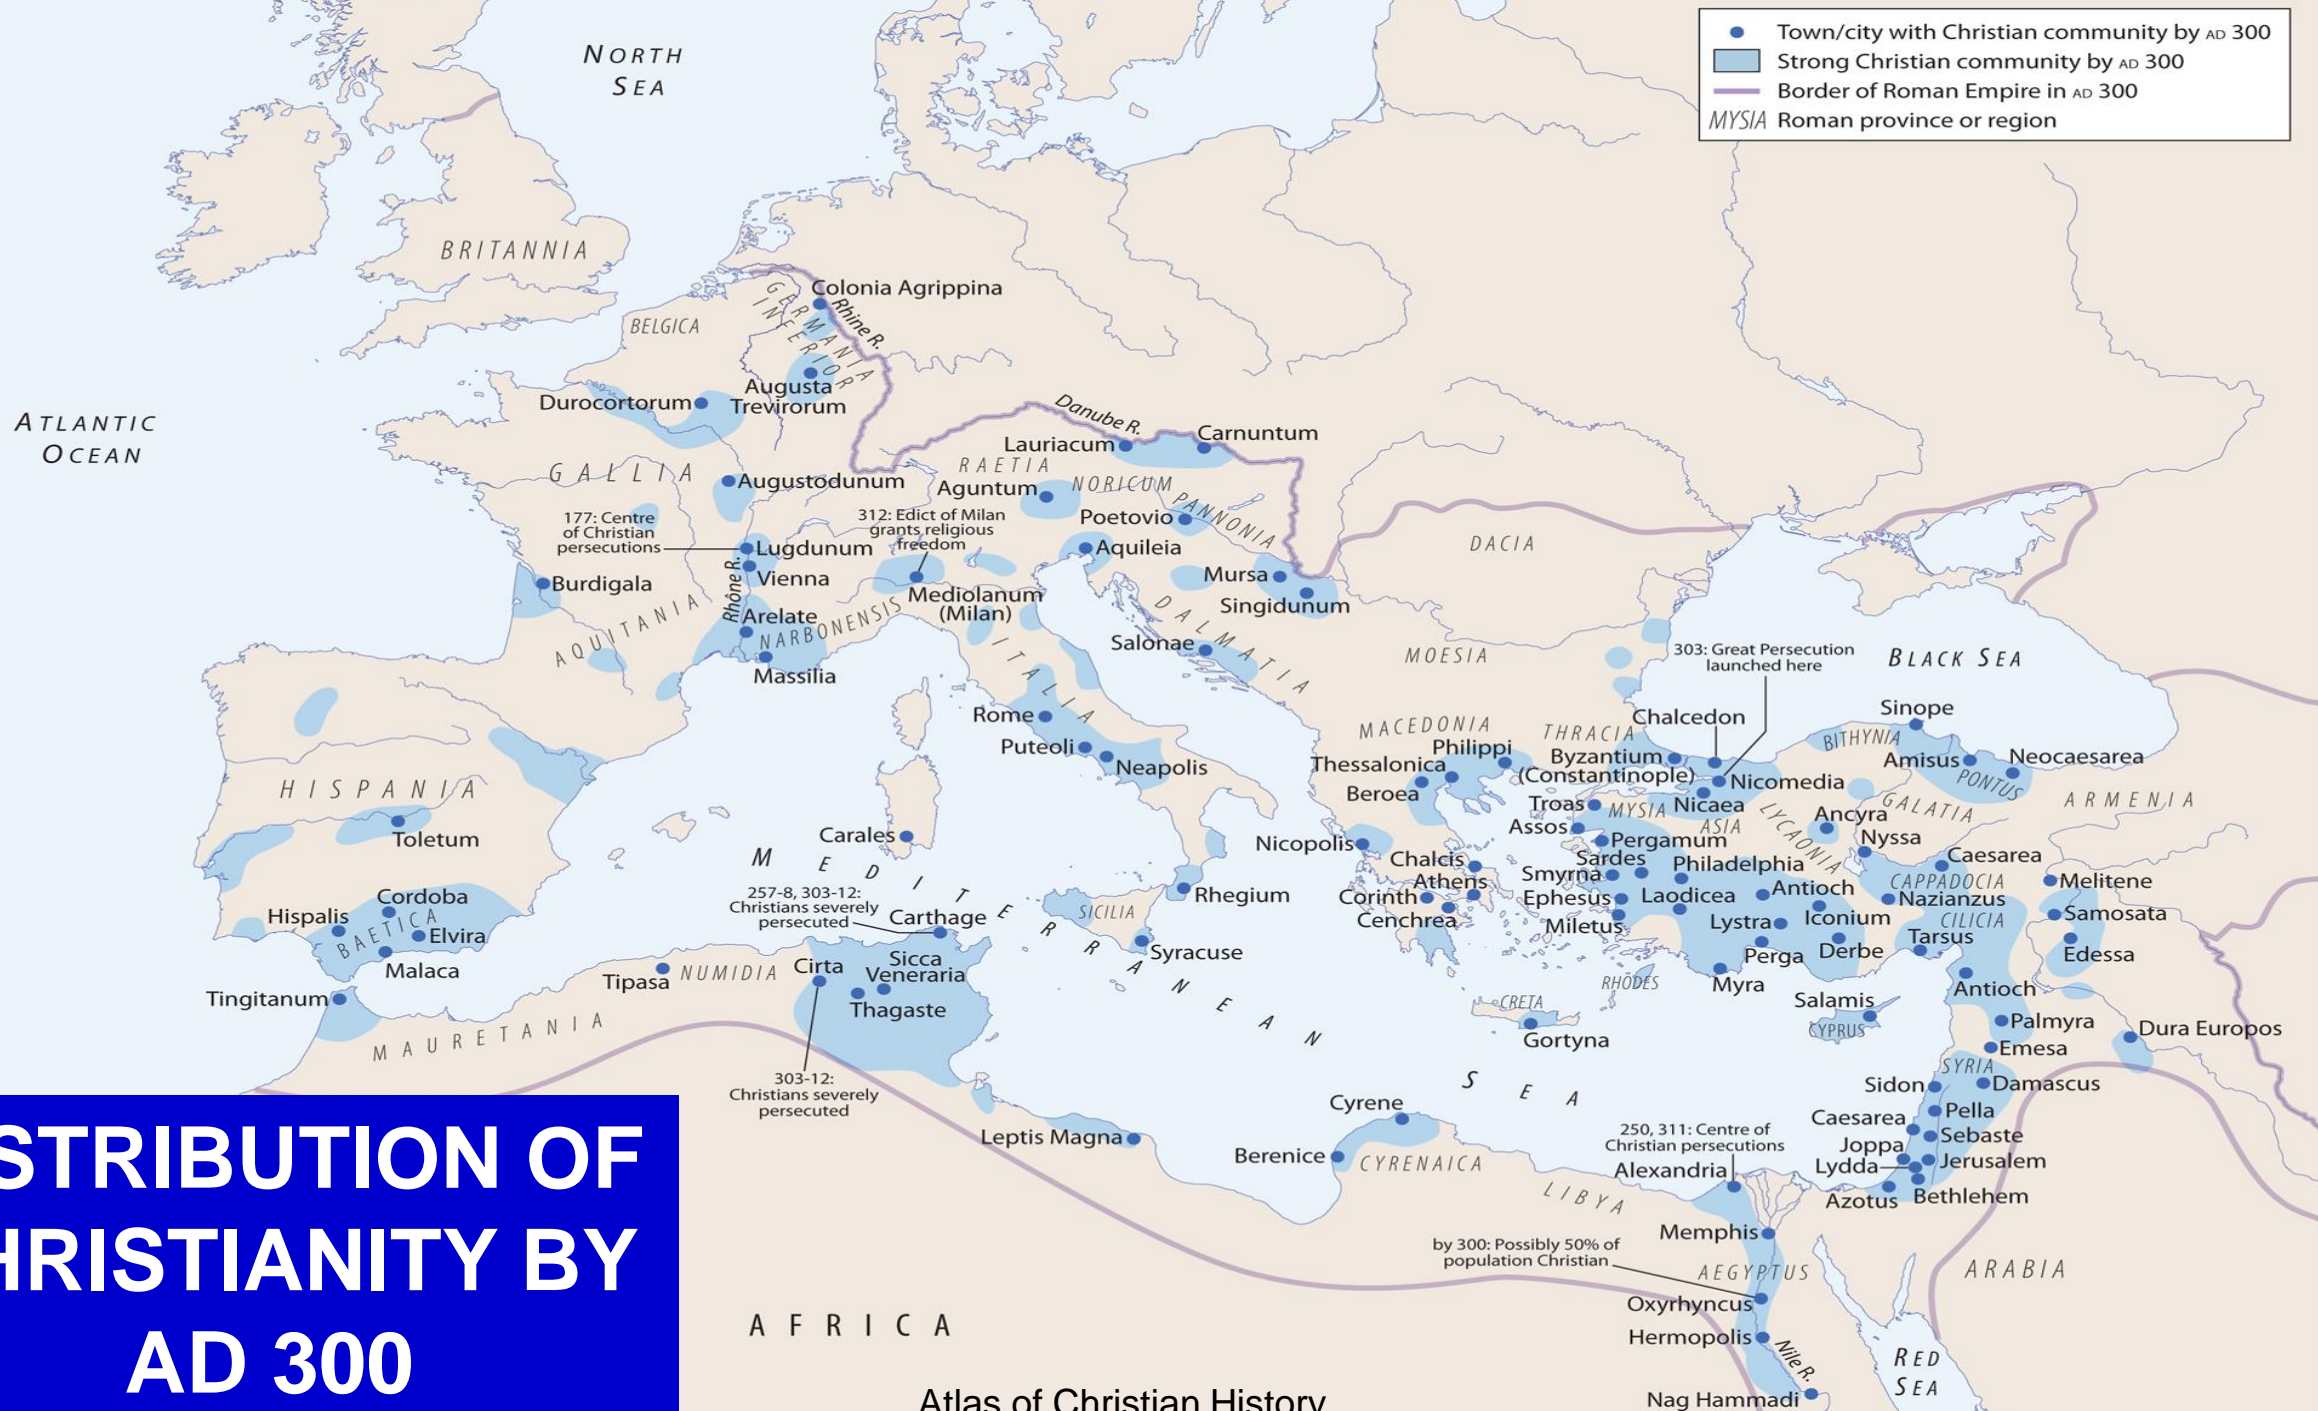 Town/city with Christian community by AD 300
Strong Christian community by AD 300
Border of Roman Empire in AD 300
MYSIA Roman province or region
NORTH
SEA
BRITANNIA
ATLANTIC
OCEAN
BELGICA
GERMANIA
INFERIOR
Colonia Agrippina
Rhine R.
Augusta
Trevirorum
Durocortorum
GALLIA
Augustodunum
177: Centre
of Christian
persecutions
Lugdunum
Vienna
Rhône R.
Burdigala
AQUITANIA
Arelate
NARBONENSIS
Massilia
Danube R.
Lauriacum
Carnuntum
RAETIA
Aguntum
NORICUM
PANNONIA
Poetovio
312: Edict of Milan
grants religious
freedom
Aquileia
Mediolanum
(Milan)
Mursa
Singidunum
DALMATIA
Salonae
ITALIA
Rome
Puteoli
Neapolis
DACIA
MOESIA
303: Great Persecution
launched here
BLACK SEA
MACEDONIA
THRACIA
Chalcedon
Sinope
BITHYNIA
Philippi
Byzantium
(Constantinople)
Thessalonica
Beroea
Nicomedia
Nicaea
Amisus
Neocaesarea
PONTUS
Troas
MYSIA
ASIA
LYCAONIA
GALATIA
ARMENIA
Assos
Ancyra
Pergamum
Nyssa
Nicopolis
Chalcis
Sardes
Philadelphia
Caesarea
Smyrna
Athens
CAPPADOCIA
Melitene
Corinth
Ephesus
Laodicea
Antioch
Nazianzus
Cenchrea
Miletus
Lystra
Iconium
CILICIA
Samosata
Tarsus
Perga
Derbe
Edessa
RHODES
Myra
Antioch
CRETA
Gortyna
Salamis
CYPRUS
Palmyra
Dura Europos
Emesa
SYRIA
Sidon
Damascus
Pella
Caesarea
Sebaste
Joppa
Lydda
Jerusalem
Azotus
Bethlehem
HISPANIA
Toletum
Cordoba
Hispalis
BAETICA
Elvira
Malaca
Tingitanum
MAURETANIA
Tipasa
NUMIDIA
Cirta
Carales
MEDITERRANEAN
SEA
257-8, 303-12:
Christians severely
persecuted
Carthage
Sicca
Veneraria
Thagaste
303-12:
Christians severely
persecuted
SICILIA
Rhegium
Syracuse
Leptis Magna
Cyrene
Berenice
CYRENAICA
LIBYA
250, 311: Centre of
Christian persecutions
Alexandria
Memphis
by 300: Possibly 50% of
population Christian
AEGYPTUS
Oxyrhyncus
Hermopolis
Nile R.
Nag Hammadi
ARABIA
RED
SEA
AFRICA
STRIBUTION OF
HRISTIANITY BY
AD 300
Atlas of Christian History